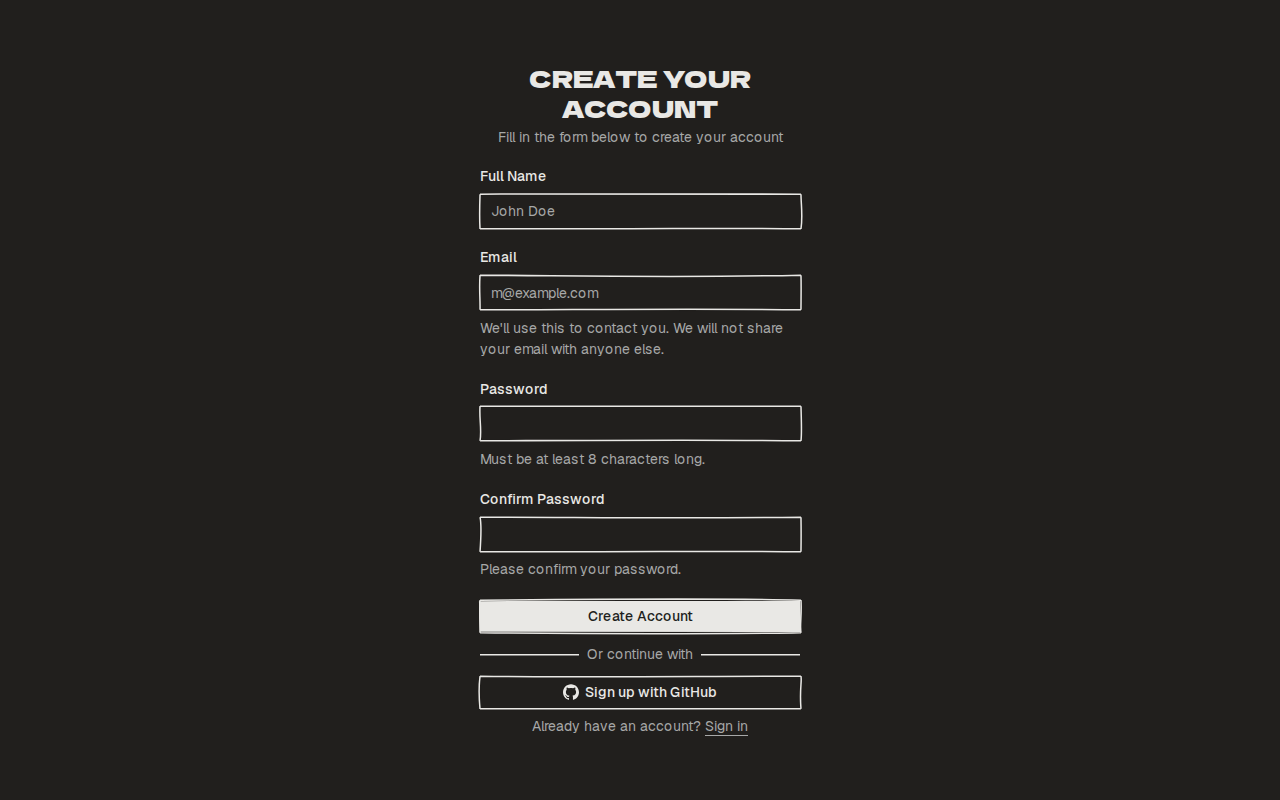 CREATE YOUR
ACCOUNT
Fill in the form below to create your account
Full Name
John Doe
Email
m@example.com
We'll use this to contact you. We will not share
your email with anyone else.
Password
Must be at least 8 characters long.
Confirm Password
Please confirm your password.
Create Account
Or continue with
Sign up with GitHub
Already have an account? Sign in